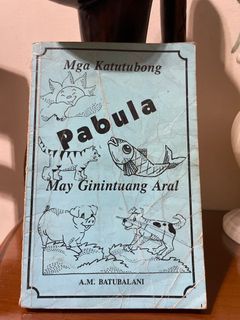 Mga Katutubong
Pabula
May Ginintuang Aral
A.M. BATUBALANI